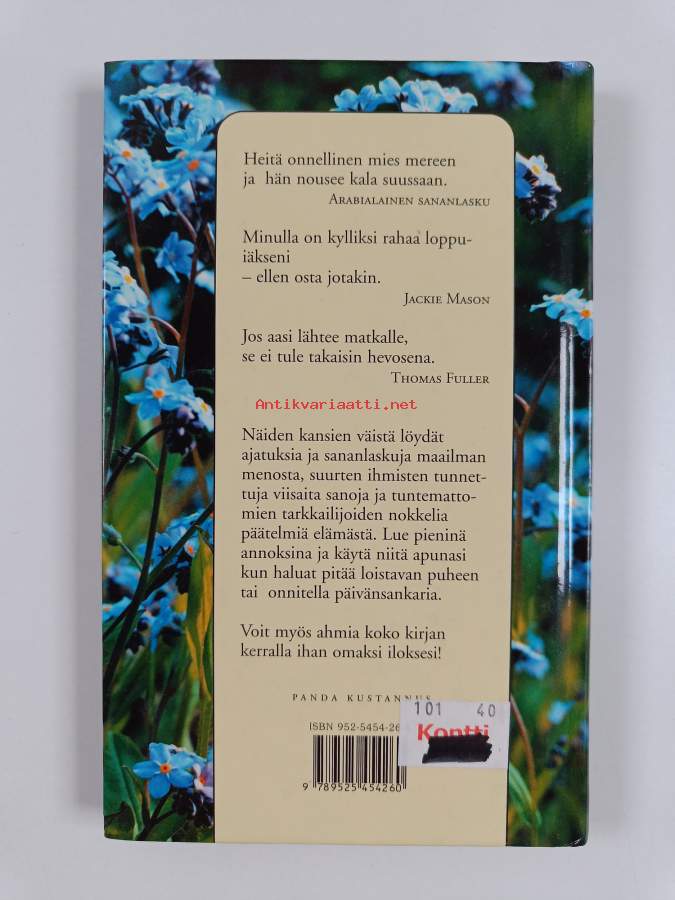 Heitä onnellinen mies mereen
ja hän nousee kala suussaan.
Arabialainen sananlasku
Minulla on kylliksi rahaa loppu-
iäkseni
– ellen osta jotakin.
Jackie Mason
Jos aasi lähtee matkalle,
se ei tule takaisin hevosena.
Thomas Fuller
Antikvariaatti.net
Näiden kansien väistä löydät
ajatuksia ja sananlaskuja maailman
menosta, suurten ihmisten tunnet-
tuja viisaita sanoja ja tuntematto-
mien tarkkailijoiden nokkelia
päätelmiä elämästä. Lue pieninä
annoksina ja käytä niitä apunasi
kun haluat pitää loistavan puheen
tai onnitella päivänsankaria.
Voit myös ahmia koko kirjan
kerralla ihan omaksi iloksesi!
PANDA KUSTANNUS
101 40
Kontti
ISBN 952-5454-26
9 789525 454260